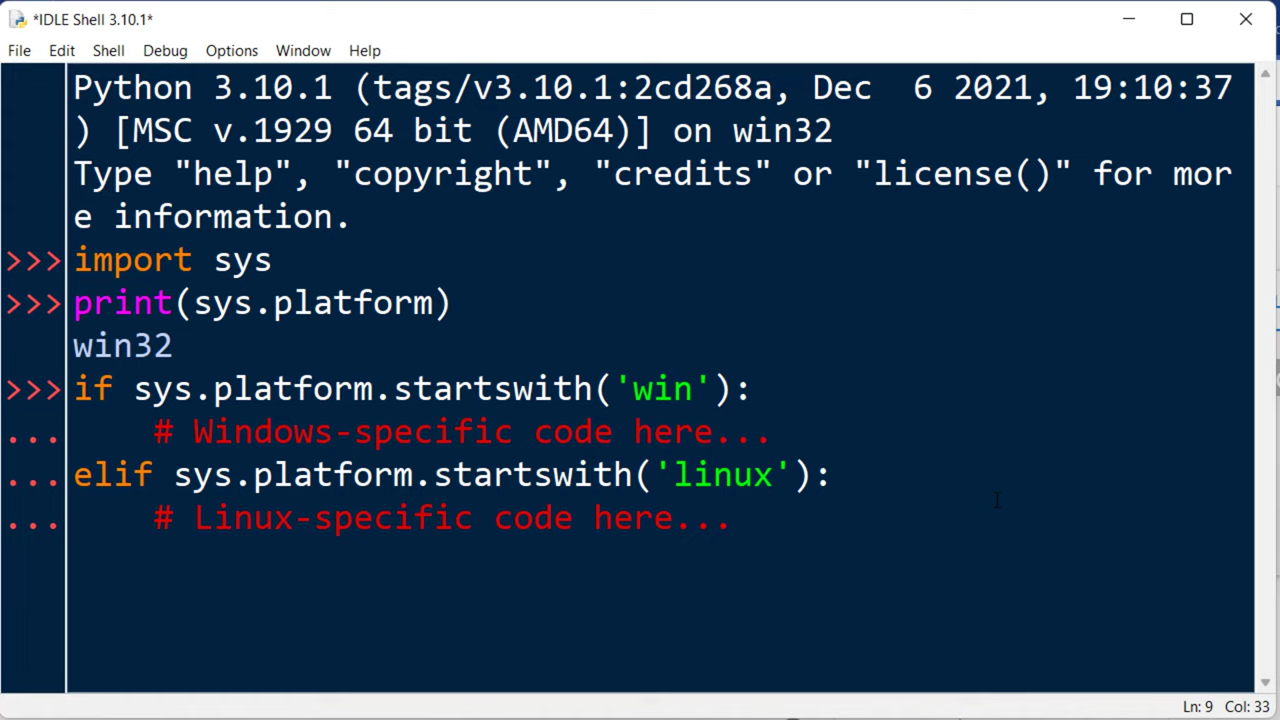 *IDLE Shell 3.10.1*
File Edit Shell Debug Options Window Help
Python 3.10.1 (tags/v3.10.1:2cd268a, Dec  6 2021, 19:10:37
) [MSC v.1929 64 bit (AMD64)] on win32
Type "help", "copyright", "credits" or "license()" for mor
e information.
>>> import sys
>>> print(sys.platform)
win32
>>> if sys.platform.startswith('win'):
...     # Windows-specific code here...
... elif sys.platform.startswith('linux'):
...     # Linux-specific code here...
Ln: 9 Col: 33